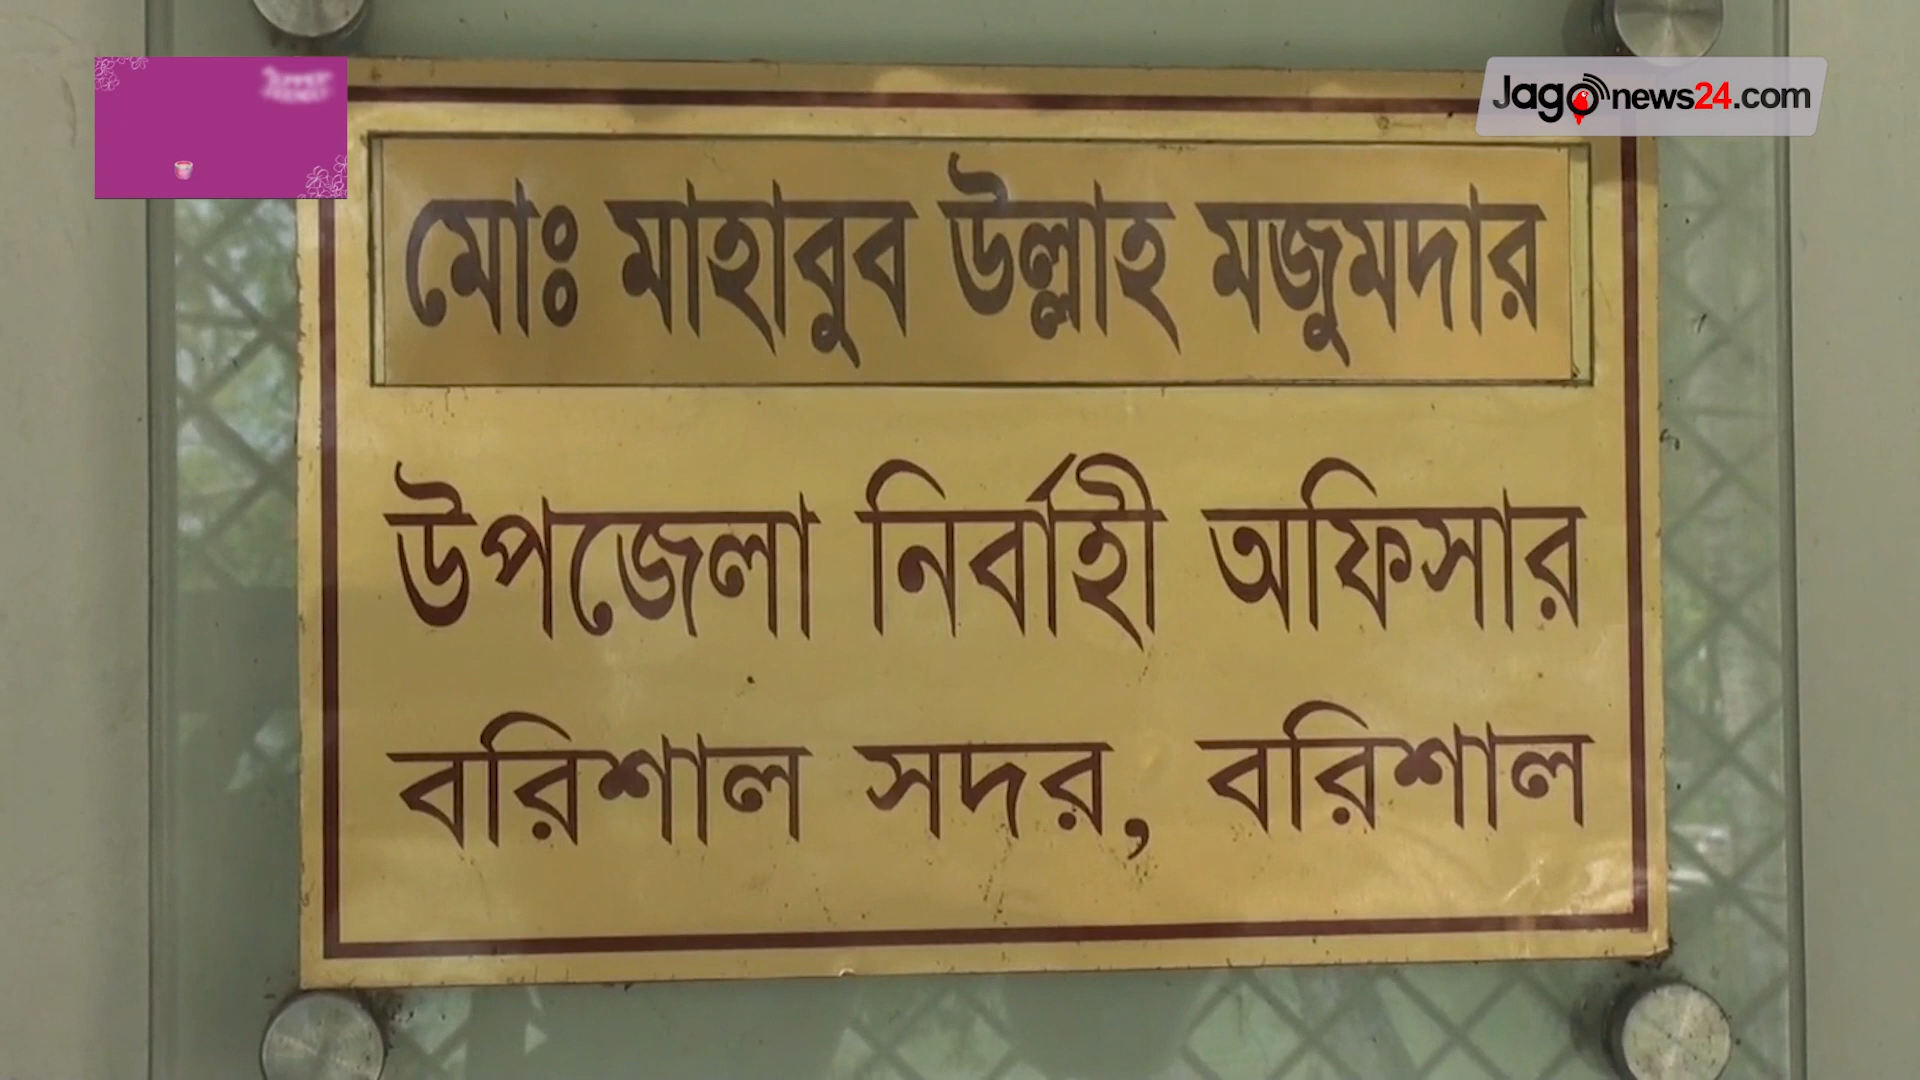 Jagonews24.com
মোঃ মাহাবুব উল্লাহ মজুমদার
উপজেলা নির্বাহী অফিসার
বরিশাল সদর, বরিশাল